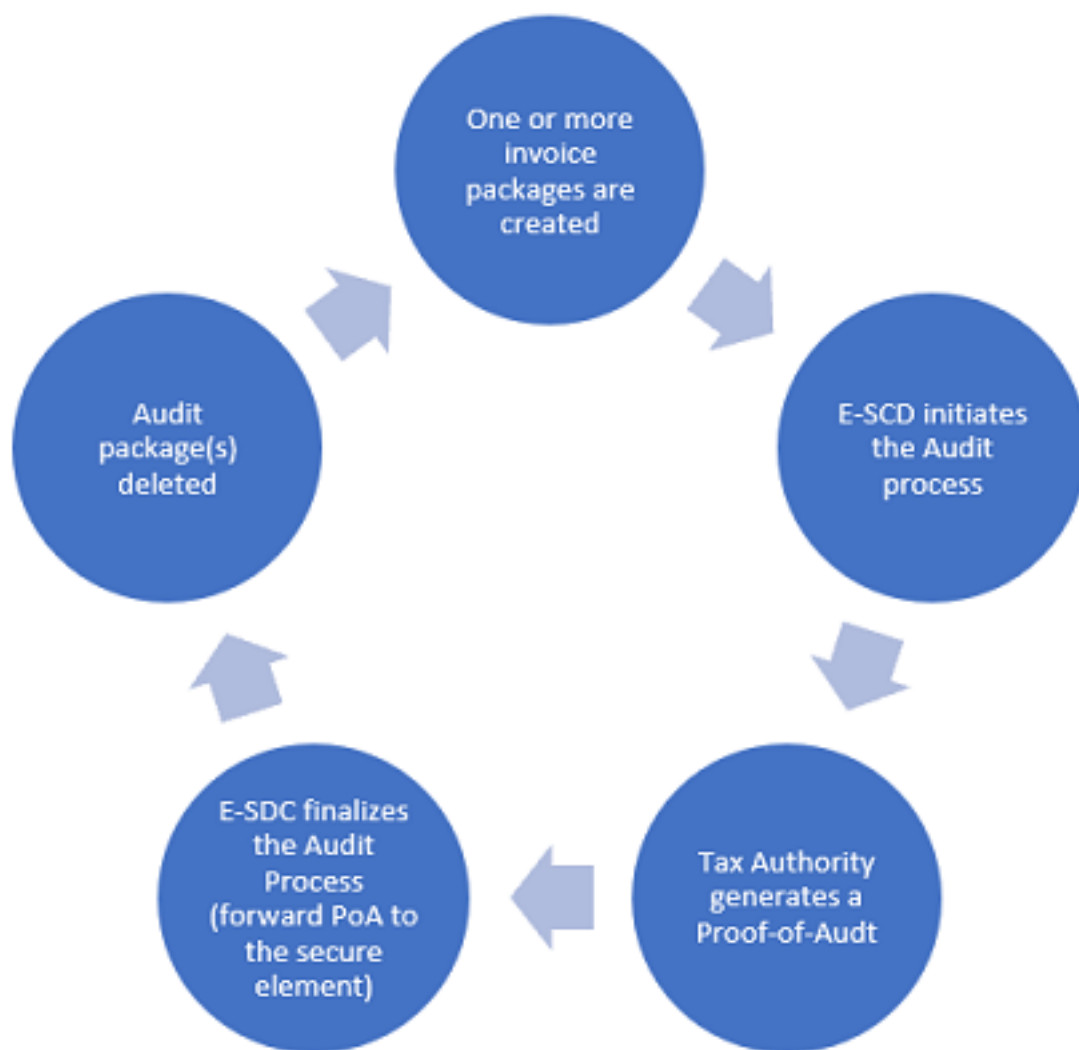 One or more
invoice
packages are
created
E-SCD initiates
the Audit
process
Tax Authority
generates a
Proof-of-Audt
E-SDC finalizes
the Audit
Process
(forward PoA to
the secure
element)
Audit
package(s)
deleted